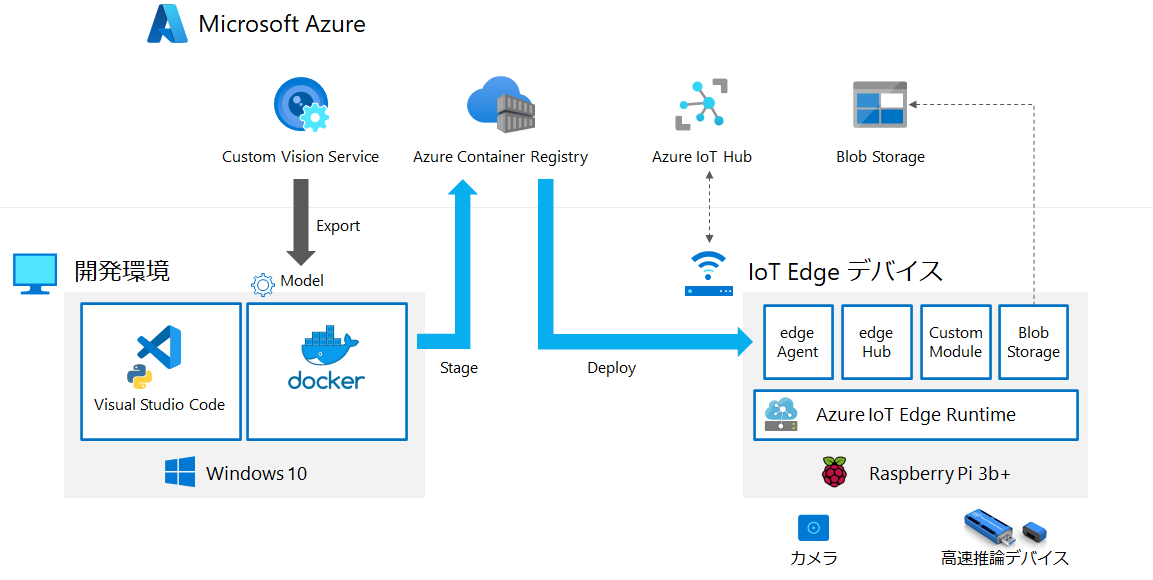 Microsoft Azure
Custom Vision Service
Azure Container Registry
Azure IoT Hub
Blob Storage
Export
開発環境
Model
IoT Edge デバイス
edge
Agent
edge
Hub
Custom
Module
Blob
Storage
Visual Studio Code
docker
Stage
Deploy
Azure IoT Edge Runtime
Windows 10
Raspberry Pi 3b+
カメラ
高速推論デバイス